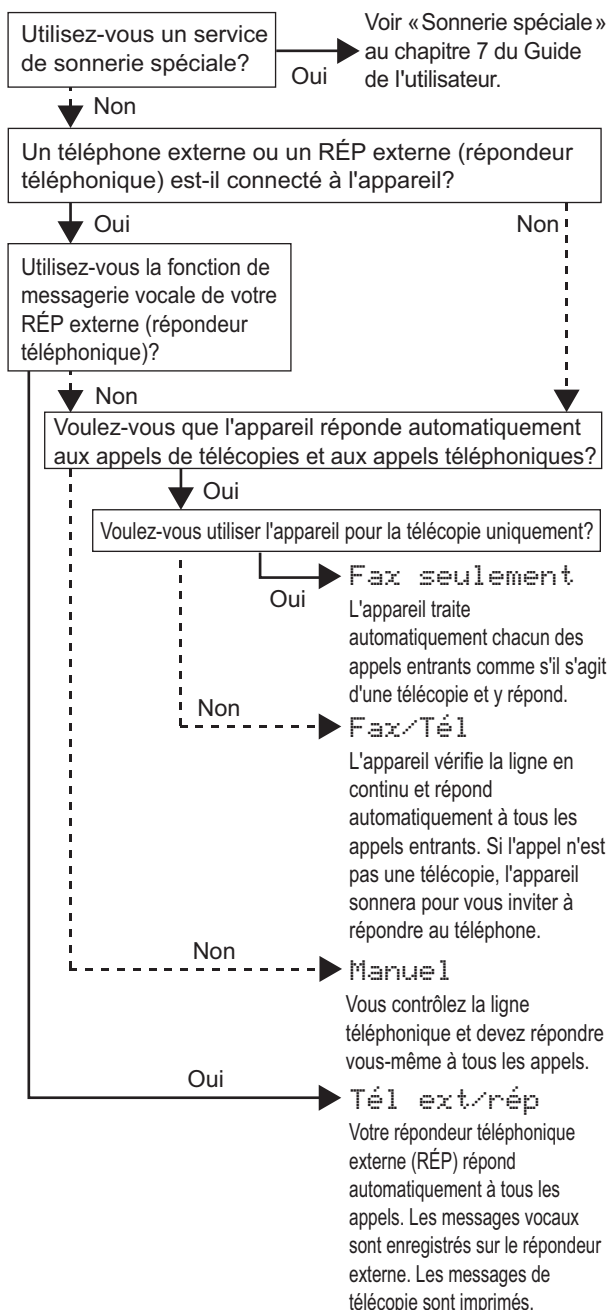 Utilisez-vous un service
de sonnerie spéciale?
Oui
Voir «Sonnerie spéciale»
au chapitre 7 du Guide
de l'utilisateur.
Non
Un téléphone externe ou un RÉP externe (répondeur
téléphonique) est-il connecté à l'appareil?
Oui
Non
Utilisez-vous la fonction de
messagerie vocale de votre
RÉP externe (répondeur
téléphonique)?
Non
Voulez-vous que l'appareil réponde automatiquement
aux appels de télécopies et aux appels téléphoniques?
Oui
Voulez-vous utiliser l'appareil pour la télécopie uniquement?
Oui
Fax seulement
L'appareil traite
automatiquement chacun des
appels entrants comme s'il s'agit
d'une télécopie et y répond.
Non
Fax/Tél
L'appareil vérifie la ligne en
continu et répond
automatiquement à tous les
appels entrants. Si l'appel n'est
pas une télécopie, l'appareil
sonnera pour vous inviter à
répondre au téléphone.
Non
Manuel
Vous contrôlez la ligne
téléphonique et devez répondre
vous-même à tous les appels.
Oui
Tél ext/rép
Votre répondeur téléphonique
externe (RÉP) répond
automatiquement à tous les
appels. Les messages vocaux
sont enregistrés sur le répondeur
externe. Les messages de
télécopie sont imprimés.